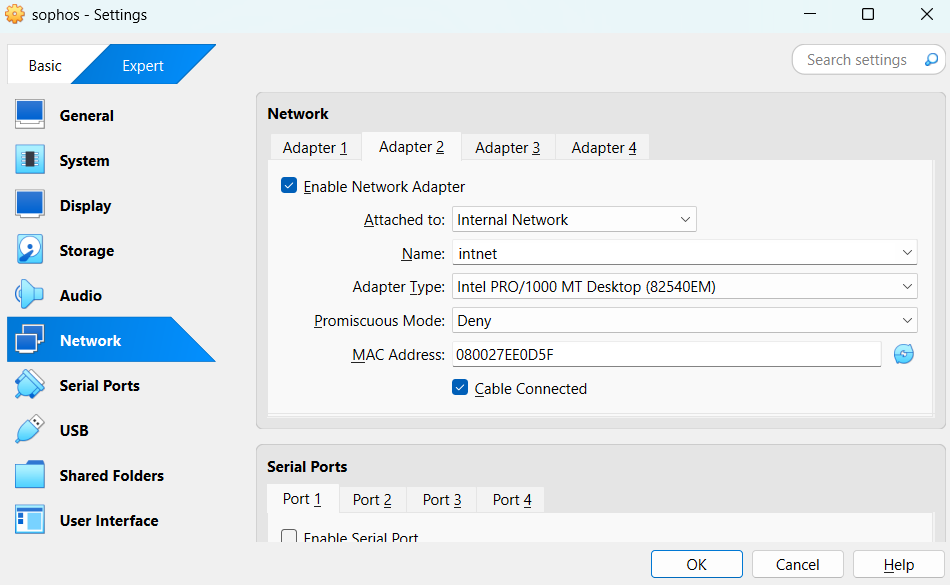 sophos - Settings
Basic
Expert
Search settings
General
System
Display
Storage
Audio
Network
Serial Ports
USB
Shared Folders
User Interface
Network
Adapter 1
Adapter 2
Adapter 3
Adapter 4
Enable Network Adapter
Attached to: Internal Network
Name: intnet
Adapter Type: Intel PRO/1000 MT Desktop (82540EM)
Promiscuous Mode: Deny
MAC Address: 080027EE0D5F
Cable Connected
Serial Ports
Port 1
Port 2
Port 3
Port 4
Enable Serial Port
OK
Cancel
Help